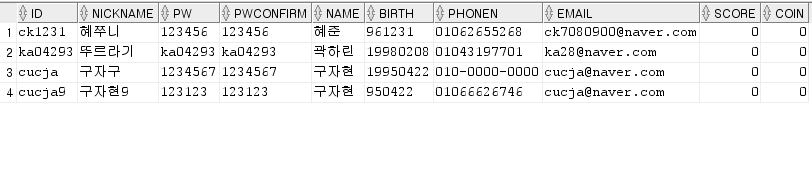 ID NICKNAME PW PWCONFIRM NAME BIRTH PHONEN EMAIL SCORE COIN
1 ck1231 혜쭈니 123456 123456 혜준 961231 01062655268 ck7080900@naver.com 0 0
2 ka04293 뚜르라기 ka04293 ka04293 곽하린 19980208 01043197701 ka28@naver.com 0 0
3 cucja 구자구 1234567 1234567 구자현 19950422 010-0000-0000 cucja@naver.com 0 0
4 cucja9 구자현9 123123 123123 구자현 950422 01066626746 cucja@naver.com 0 0